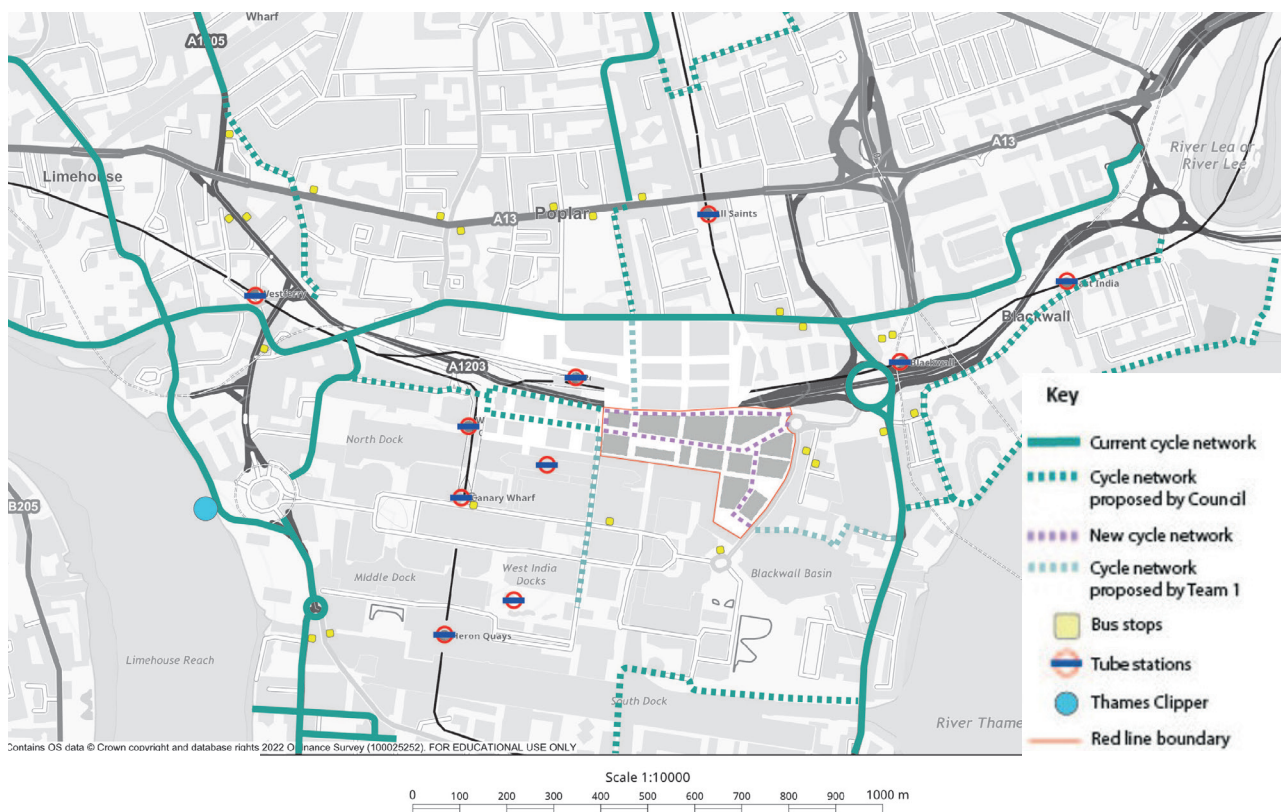 Wharf
A1205
A13
River Lea or
River Lee
Limehouse
A13
Poplar
All Saints
Westferry
East India
Blackwall
Blackwall
A1203
North Dock
Canary Wharf
B205
Middle Dock
West India
Docks
Blackwall Basin
Heron Quays
Limehouse Reach
South Dock
River Thame
Key
Current cycle network
Cycle network
proposed by Council
New cycle network
Cycle network
proposed by Team 1
Bus stops
Tube stations
Thames Clipper
Red line boundary
Contains OS data © Crown copyright and database rights 2022 Ordnance Survey (100025252). FOR EDUCATIONAL USE ONLY
Scale 1:10000
0 100 200 300 400 500 600 700 800 900 1000 m